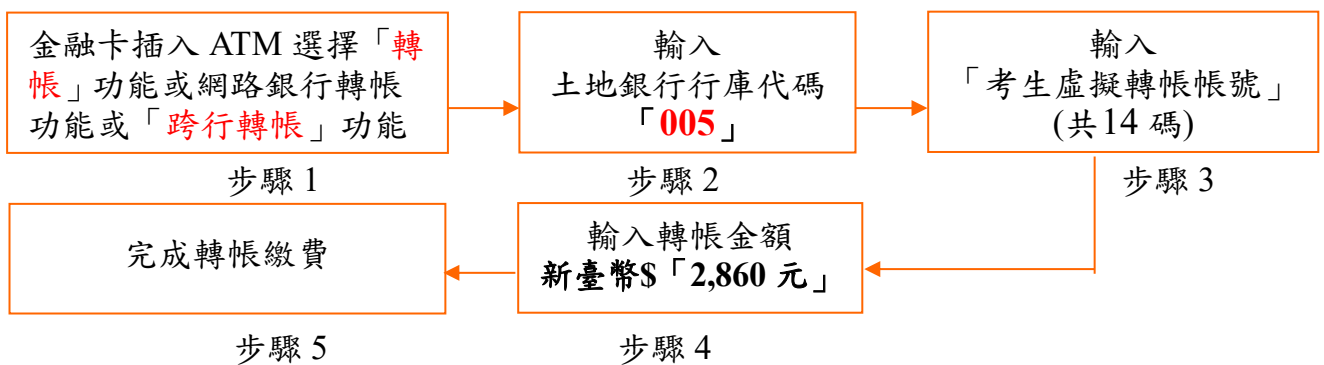 金融卡插入 ATM 選擇「轉
帳」功能或網路銀行轉帳
功能或「跨行轉帳」功能
步驟 1
輸入
土地銀行行庫代碼
「005」
步驟 2
輸入
「考生虛擬轉帳帳號」
(共14 碼)
步驟 3
輸入轉帳金額
新臺幣$「2,860 元」
步驟 4
完成轉帳繳費
步驟 5